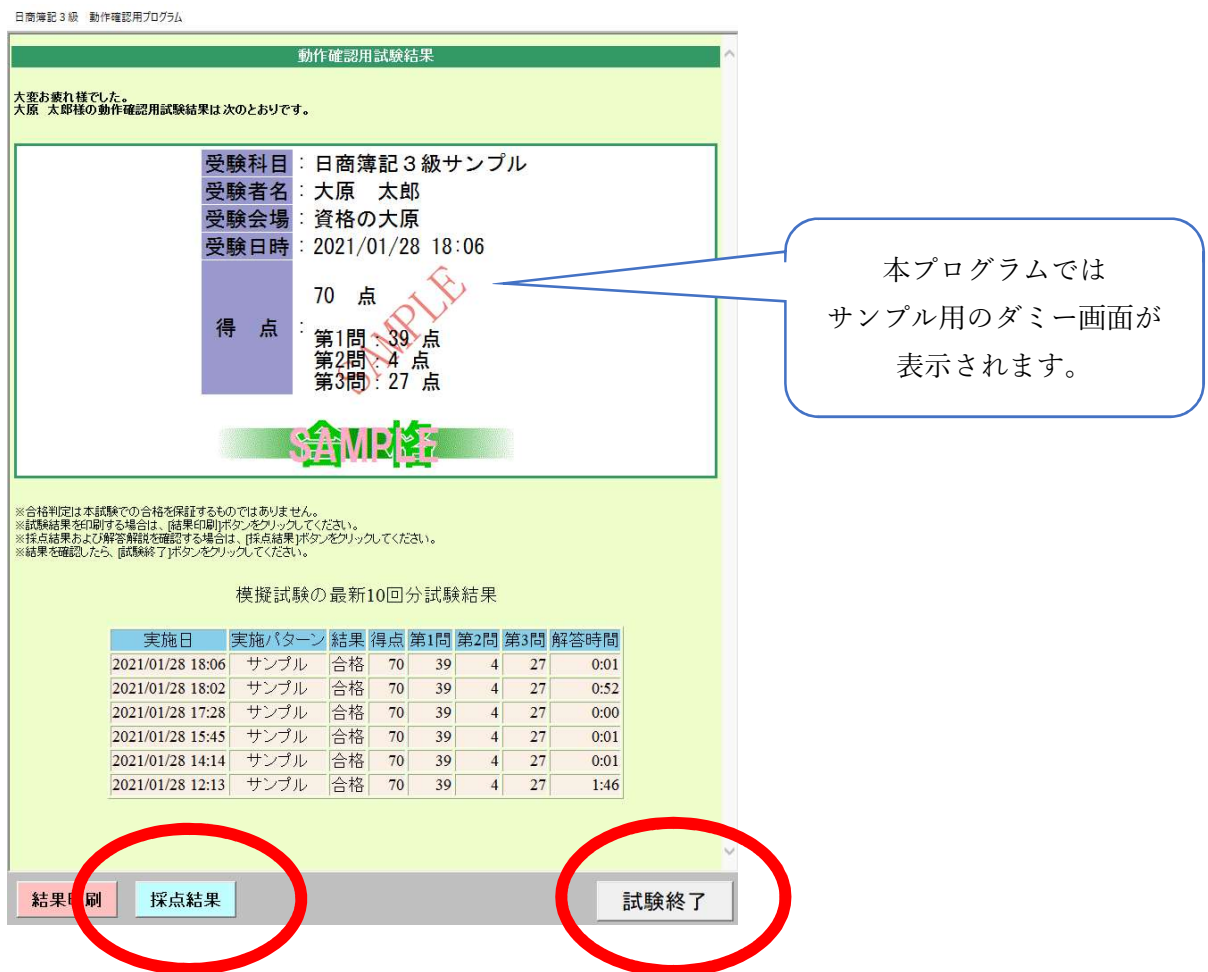 日商簿記3級 動作確認用プログラム
動作確認用試験結果
大変お疲れ様でした。
大原 太郎様の動作確認用試験結果は次のとおりです。
受験科目 : 日商簿記3級サンプル
受験者名 : 大原 太郎
受験会場 : 資格の大原
受験日時 : 2021/01/28 18:06
得 点 :
70 点
第1問 : 39 点
第2問 : 4 点
第3問 : 27 点
SAMPLE
合格
SAMPLE
本プログラムでは
サンプル用のダミー画面が
表示されます。
※合格判定は本試験での合格を保証するものではありません。
※試験結果を印刷する場合は、[結果印刷]ボタンをクリックしてください。
※採点結果および解答解説を確認する場合は、[採点結果]ボタンをクリックしてください。
※結果を確認したら、[試験終了]ボタンをクリックしてください。
模擬試験の最新10回分試験結果
実施日 実施パターン 結果 得点 第1問 第2問 第3問 解答時間
2021/01/28 18:06 サンプル 合格 70 39 4 27 0:01
2021/01/28 18:02 サンプル 合格 70 39 4 27 0:52
2021/01/28 17:28 サンプル 合格 70 39 4 27 0:00
2021/01/28 15:45 サンプル 合格 70 39 4 27 0:01
2021/01/28 14:14 サンプル 合格 70 39 4 27 0:01
2021/01/28 12:13 サンプル 合格 70 39 4 27 1:46
結果印刷 採点結果 試験終了